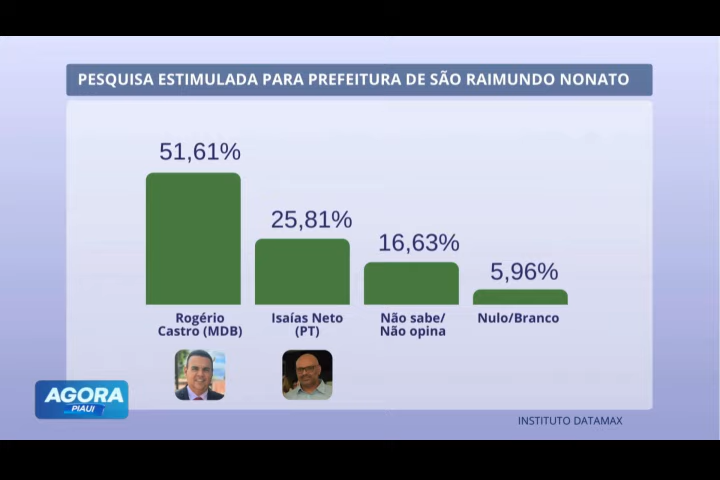 PESQUISA ESTIMULADA PARA PREFEITURA DE SÃO RAIMUNDO NONATO
51,61%
25,81%
16,63%
5,96%
Rogério
Castro (MDB)
Isaías Neto
(PT)
Não sabe/
Não opina
Nulo/Branco
AGORA
PIAUÍ
INSTITUTO DATAMAX